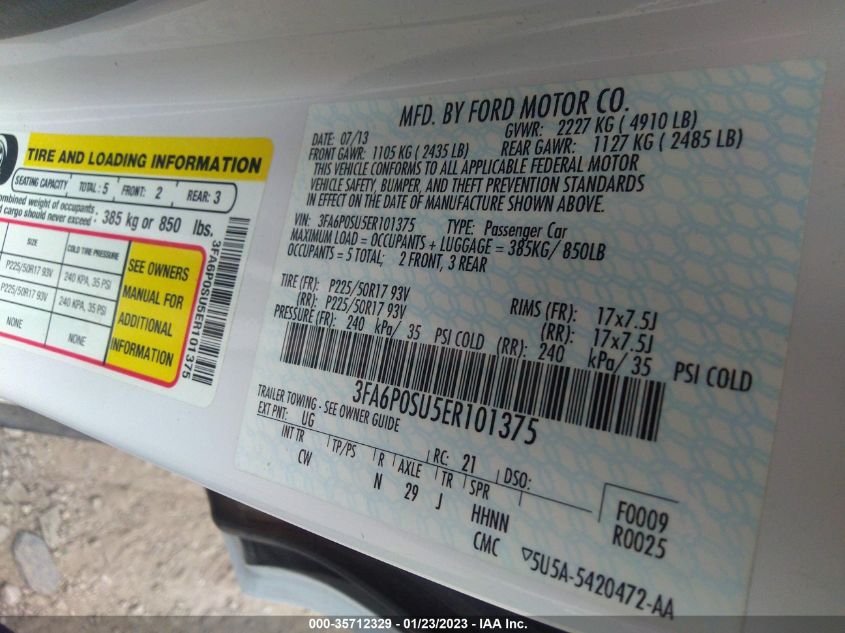 TIRE AND LOADING INFORMATION
SEATING CAPACITY TOTAL: 5 FRONT: 2 REAR: 3
combined weight of occupants
cargo should never exceed 385 kg or 850 lbs.
SIZE COLD TIRE PRESSURE
P225/50R17 93V 240 KPA, 35 PSI
P225/50R17 93V 240 KPA, 35 PSI
NONE NONE
SEE OWNERS
MANUAL FOR
ADDITIONAL
INFORMATION
3FA6P0SU5ER101375
MFD. BY FORD MOTOR CO.
DATE: 07/13 GVWR: 2227 KG ( 4910 LB)
FRONT GAWR: 1105 KG ( 2435 LB) REAR GAWR: 1127 KG ( 2485 LB)
THIS VEHICLE CONFORMS TO ALL APPLICABLE FEDERAL MOTOR
VEHICLE SAFETY, BUMPER, AND THEFT PREVENTION STANDARDS
IN EFFECT ON THE DATE OF MANUFACTURE SHOWN ABOVE.
VIN: 3FA6P0SU5ER101375 TYPE: Passenger Car
MAXIMUM LOAD = OCCUPANTS + LUGGAGE = 385KG/ 850LB
OCCUPANTS = 5 TOTAL; 2 FRONT, 3 REAR
TIRE (FR): P225/50R17 93V RIMS (FR): 17x7.5J
(RR): P225/50R17 93V (RR): 17x7.5J
PRESSURE (FR): 240 kPa/ 35 PSI COLD (RR): 240 kPa/ 35 PSI COLD
3FA6P0SU5ER101375
TRAILER TOWING - SEE OWNER GUIDE
EXT PNT: UG RC: 21 DSO:
INT TR TP/PS R AXLE TR SPR
CW N 29 J HHNN
CMC
F0009
R0025
▽5U5A-5420472-AA
000-35712329 - 01/23/2023 - IAA Inc.